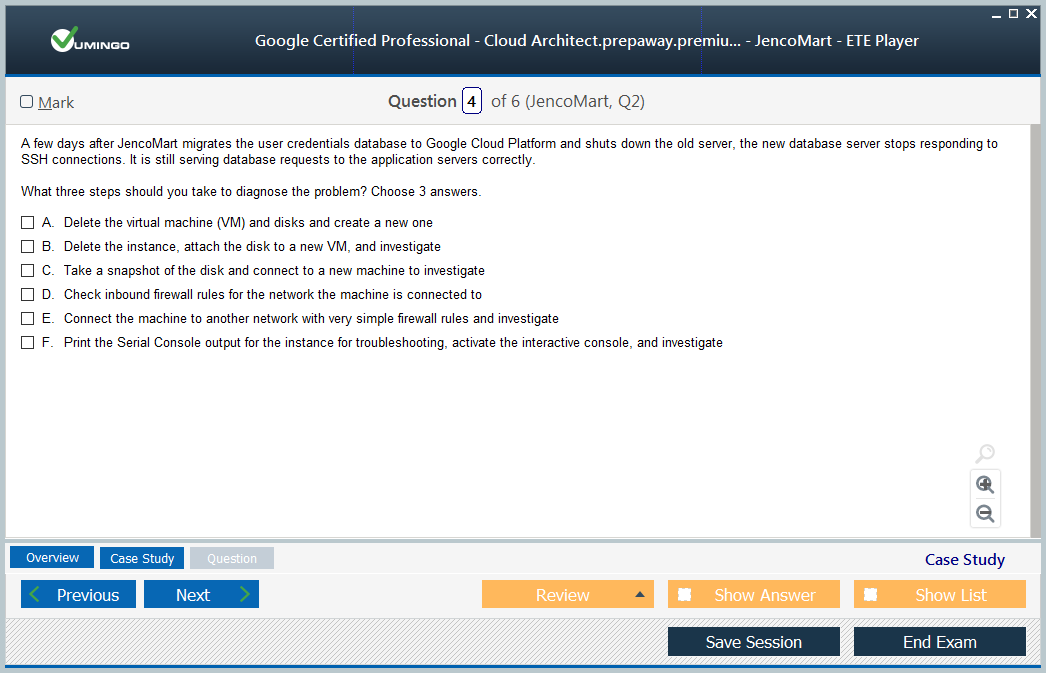 VUMINGO
Google Certified Professional - Cloud Architect.prepaway.premiu... - JencoMart - ETE Player
Mark
Question 4 of 6 (JencoMart, Q2)
A few days after JencoMart migrates the user credentials database to Google Cloud Platform and shuts down the old server, the new database server stops responding to
SSH connections. It is still serving database requests to the application servers correctly.
What three steps should you take to diagnose the problem? Choose 3 answers.
A. Delete the virtual machine (VM) and disks and create a new one
B. Delete the instance, attach the disk to a new VM, and investigate
C. Take a snapshot of the disk and connect to a new machine to investigate
D. Check inbound firewall rules for the network the machine is connected to
E. Connect the machine to another network with very simple firewall rules and investigate
F. Print the Serial Console output for the instance for troubleshooting, activate the interactive console, and investigate
Overview Case Study Question
Case Study
Previous Next Review Show Answer Show List
Save Session End Exam